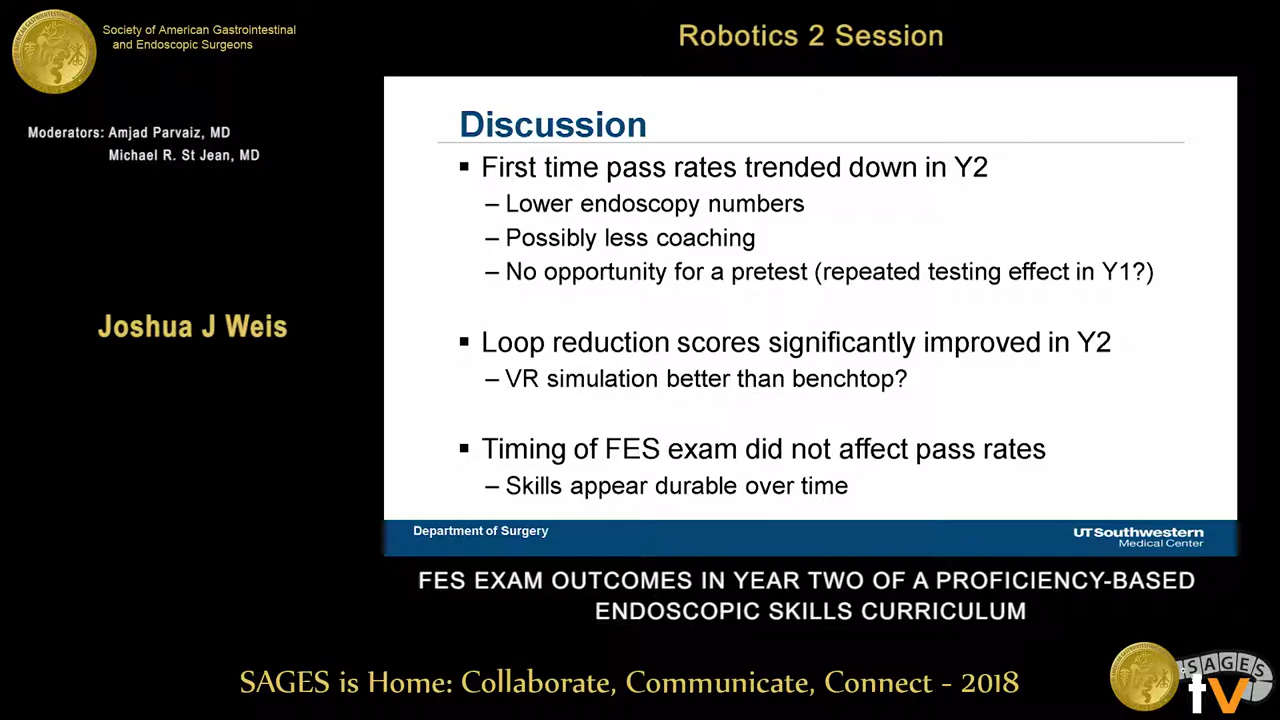 Society of American Gastrointestinal
and Endoscopic Surgeons
Robotics 2 Session
Moderators: Amjad Parvaiz, MD
Michael R. St Jean, MD
Joshua J Weis
Discussion
▪ First time pass rates trended down in Y2
– Lower endoscopy numbers
– Possibly less coaching
– No opportunity for a pretest (repeated testing effect in Y1?)
▪ Loop reduction scores significantly improved in Y2
– VR simulation better than benchtop?
▪ Timing of FES exam did not affect pass rates
– Skills appear durable over time
Department of Surgery
UTSouthwestern
Medical Center
FES EXAM OUTCOMES IN YEAR TWO OF A PROFICIENCY-BASED
ENDOSCOPIC SKILLS CURRICULUM
SAGES is Home: Collaborate, Communicate, Connect - 2018
SAGES
tv